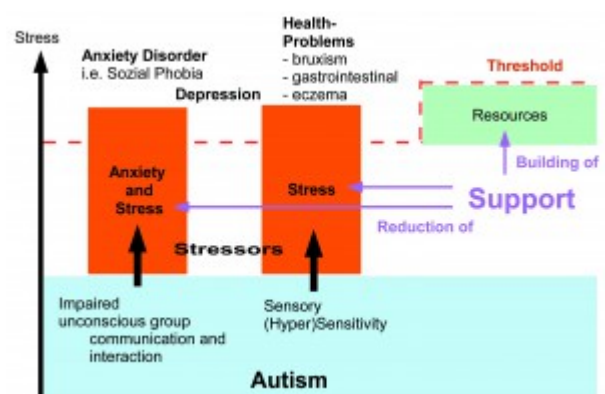 Stress
Anxiety Disorder
i.e. Sozial Phobia
Depression
Health-
Problems
- bruxism
- gastrointestinal
- eczema
Threshold
Resources
Building of
Support
Reduction of
Anxiety
and
Stress
Stress
Stressors
Impaired
unconscious group
communication and
interaction
Sensory
(Hyper)Sensitivity
Autism